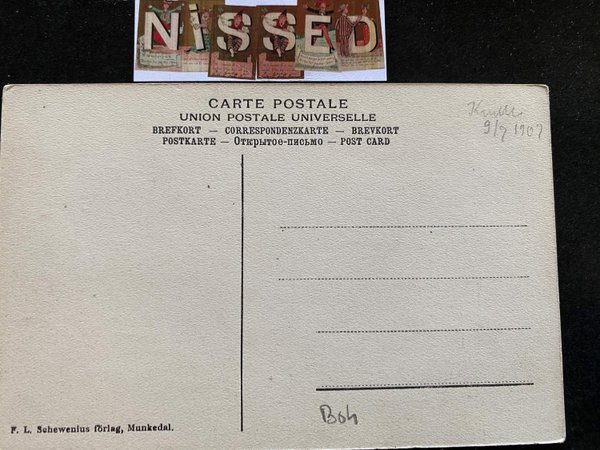 NiSSED
CARTE POSTALE
UNION POSTALE UNIVERSELLE
BREFKORT — CORRESPONDENZKARTE — BREVKORT
POSTKARTE — Открытое-письмо — POST CARD
9/7 1907
Boh
F. L. Schewenius förlag, Munkedal.